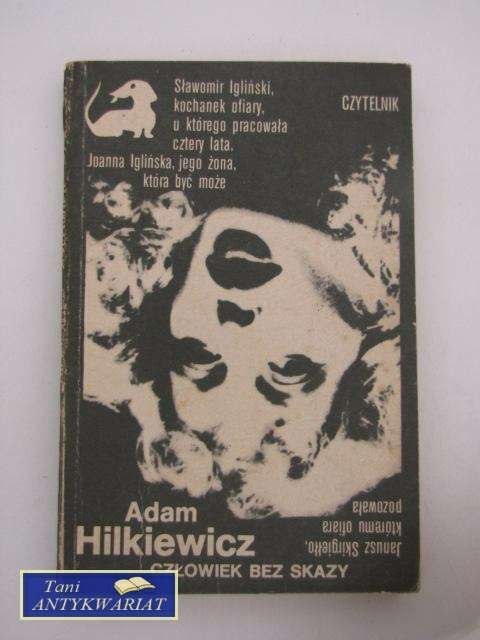 Sławomir Igliński,
kochanek ofiary,
u którego pracowała
cztery lata.
Joanna Iglińska, jego żona,
która być może
CZYTELNIK
Janusz Skirgiełło,
któremu ofiara
pozowała
Adam
Hilkiewicz
CZŁOWIEK BEZ SKAZY
Tani
ANTYKWARIAT